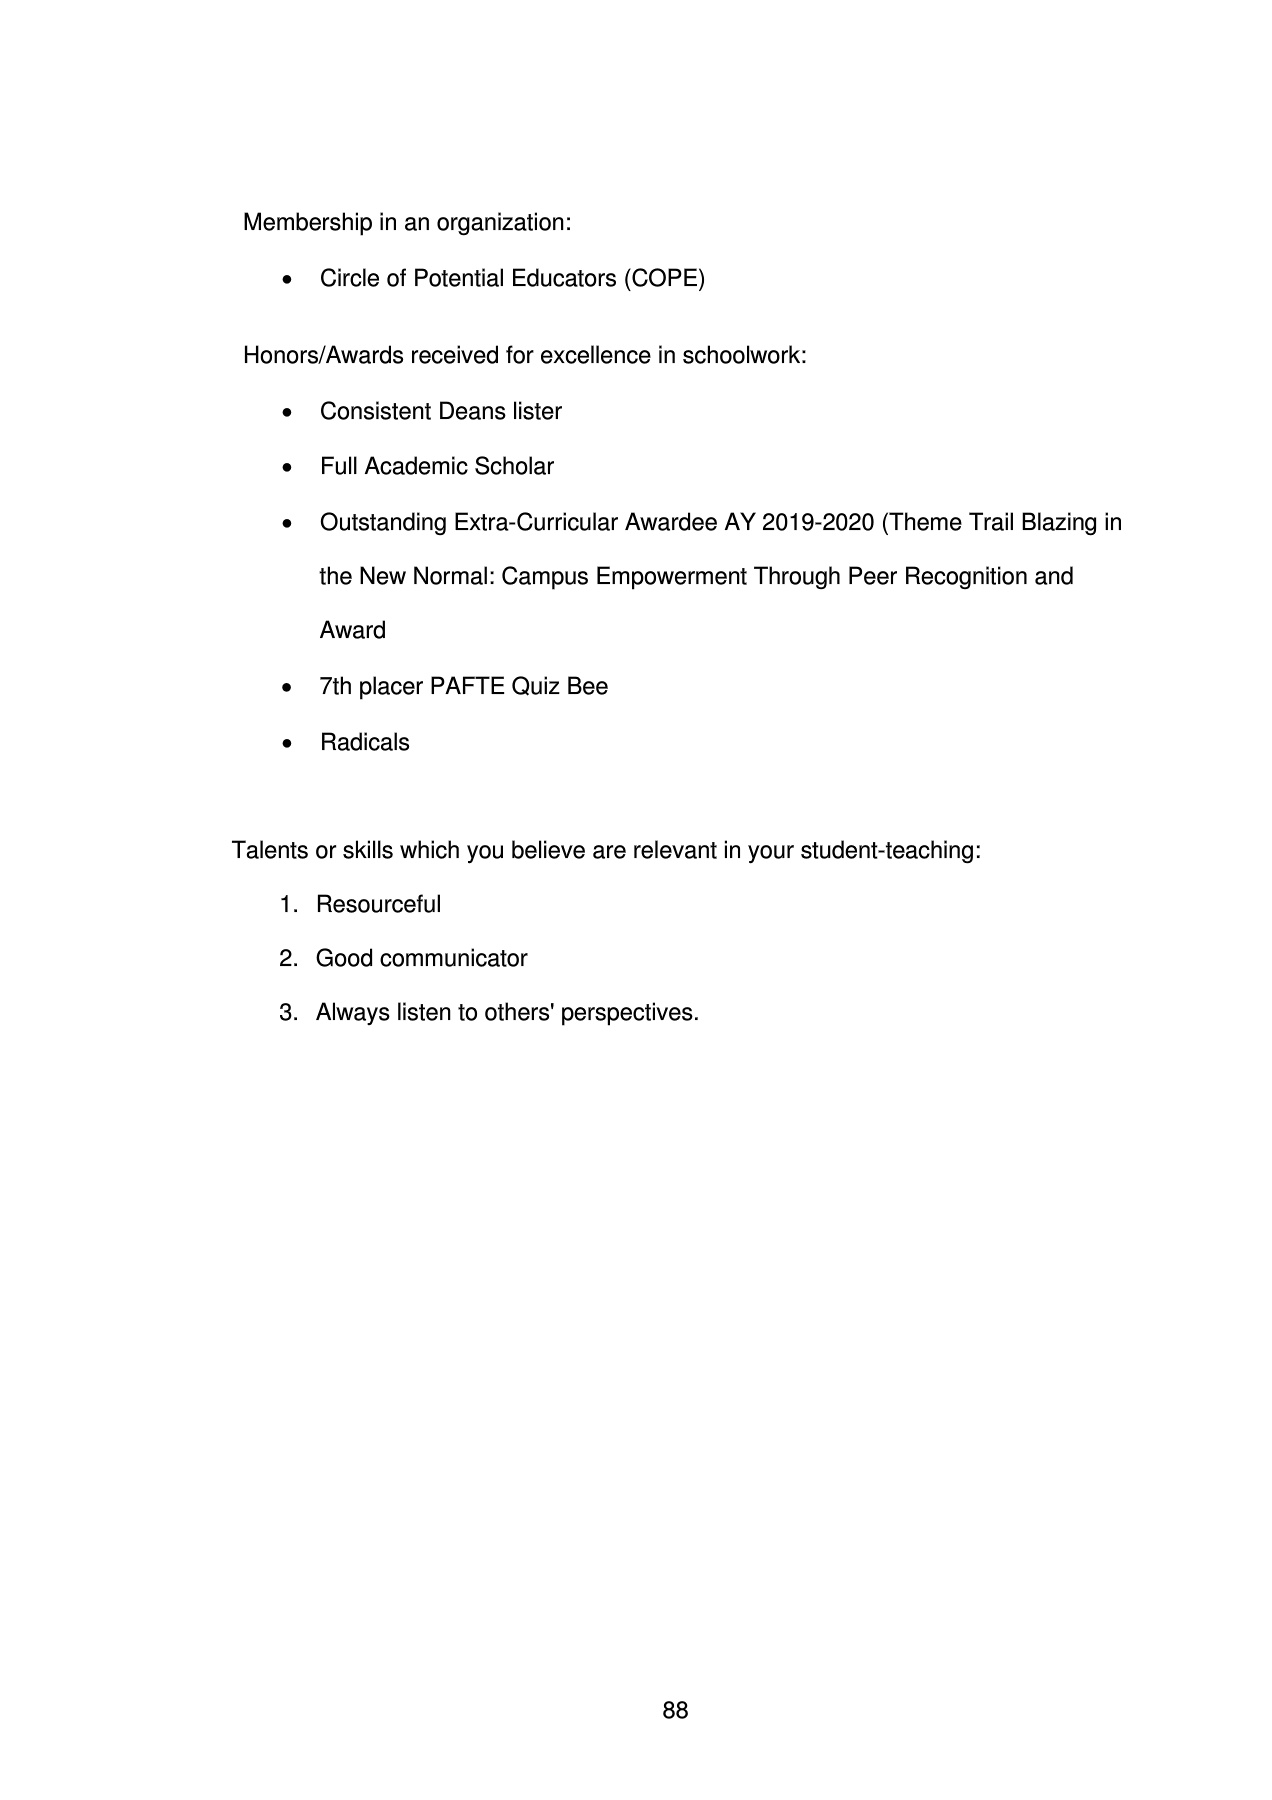 Membership in an organization:
• Circle of Potential Educators (COPE)
Honors/Awards received for excellence in schoolwork:
• Consistent Deans lister
• Full Academic Scholar
• Outstanding Extra-Curricular Awardee AY 2019-2020 (Theme Trail Blazing in
the New Normal: Campus Empowerment Through Peer Recognition and
Award
• 7th placer PAFTE Quiz Bee
• Radicals
Talents or skills which you believe are relevant in your student-teaching:
1. Resourceful
2. Good communicator
3. Always listen to others' perspectives.
88